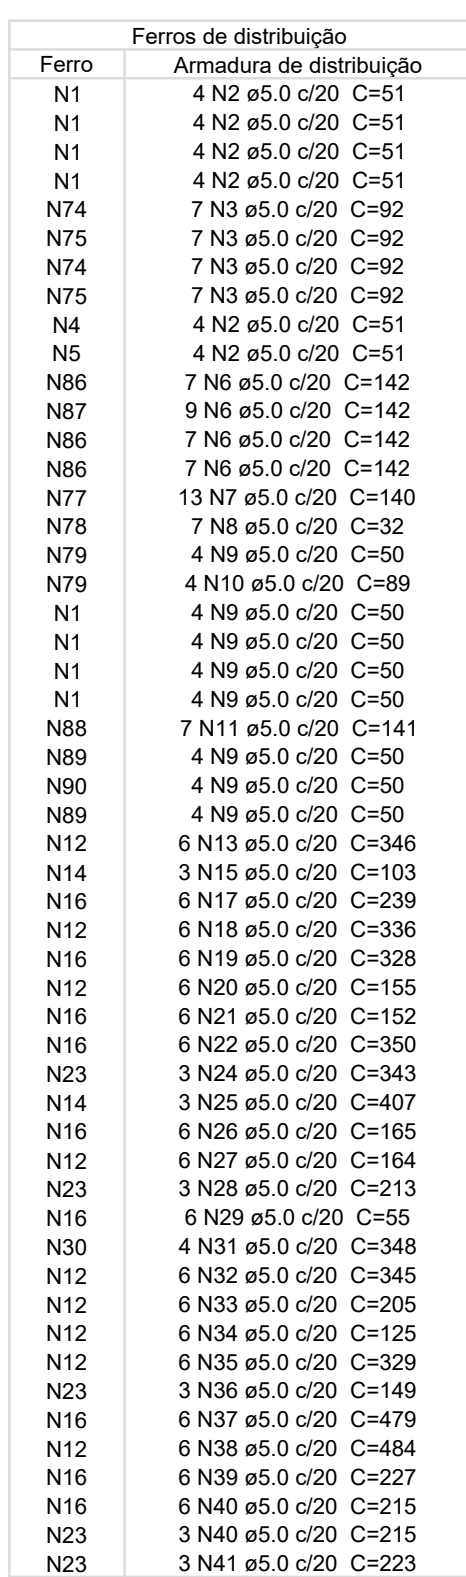 Ferros de distribuição
Ferro Armadura de distribuição
N1 4 N2 ø5.0 c/20 C=51
N1 4 N2 ø5.0 c/20 C=51
N1 4 N2 ø5.0 c/20 C=51
N1 4 N2 ø5.0 c/20 C=51
N74 7 N3 ø5.0 c/20 C=92
N75 7 N3 ø5.0 c/20 C=92
N74 7 N3 ø5.0 c/20 C=92
N75 7 N3 ø5.0 c/20 C=92
N4 4 N2 ø5.0 c/20 C=51
N5 4 N2 ø5.0 c/20 C=51
N86 7 N6 ø5.0 c/20 C=142
N87 9 N6 ø5.0 c/20 C=142
N86 7 N6 ø5.0 c/20 C=142
N86 7 N6 ø5.0 c/20 C=142
N77 13 N7 ø5.0 c/20 C=140
N78 7 N8 ø5.0 c/20 C=32
N79 4 N9 ø5.0 c/20 C=50
N79 4 N10 ø5.0 c/20 C=89
N1 4 N9 ø5.0 c/20 C=50
N1 4 N9 ø5.0 c/20 C=50
N1 4 N9 ø5.0 c/20 C=50
N1 4 N9 ø5.0 c/20 C=50
N88 7 N11 ø5.0 c/20 C=141
N89 4 N9 ø5.0 c/20 C=50
N90 4 N9 ø5.0 c/20 C=50
N89 4 N9 ø5.0 c/20 C=50
N12 6 N13 ø5.0 c/20 C=346
N14 3 N15 ø5.0 c/20 C=103
N16 6 N17 ø5.0 c/20 C=239
N12 6 N18 ø5.0 c/20 C=336
N16 6 N19 ø5.0 c/20 C=328
N12 6 N20 ø5.0 c/20 C=155
N16 6 N21 ø5.0 c/20 C=152
N16 6 N22 ø5.0 c/20 C=350
N23 3 N24 ø5.0 c/20 C=343
N14 3 N25 ø5.0 c/20 C=407
N16 6 N26 ø5.0 c/20 C=165
N12 6 N27 ø5.0 c/20 C=164
N23 3 N28 ø5.0 c/20 C=213
N16 6 N29 ø5.0 c/20 C=55
N30 4 N31 ø5.0 c/20 C=348
N12 6 N32 ø5.0 c/20 C=345
N12 6 N33 ø5.0 c/20 C=205
N12 6 N34 ø5.0 c/20 C=125
N12 6 N35 ø5.0 c/20 C=329
N23 3 N36 ø5.0 c/20 C=149
N16 6 N37 ø5.0 c/20 C=479
N12 6 N38 ø5.0 c/20 C=484
N16 6 N39 ø5.0 c/20 C=227
N16 6 N40 ø5.0 c/20 C=215
N23 3 N40 ø5.0 c/20 C=215
N23 3 N41 ø5.0 c/20 C=223